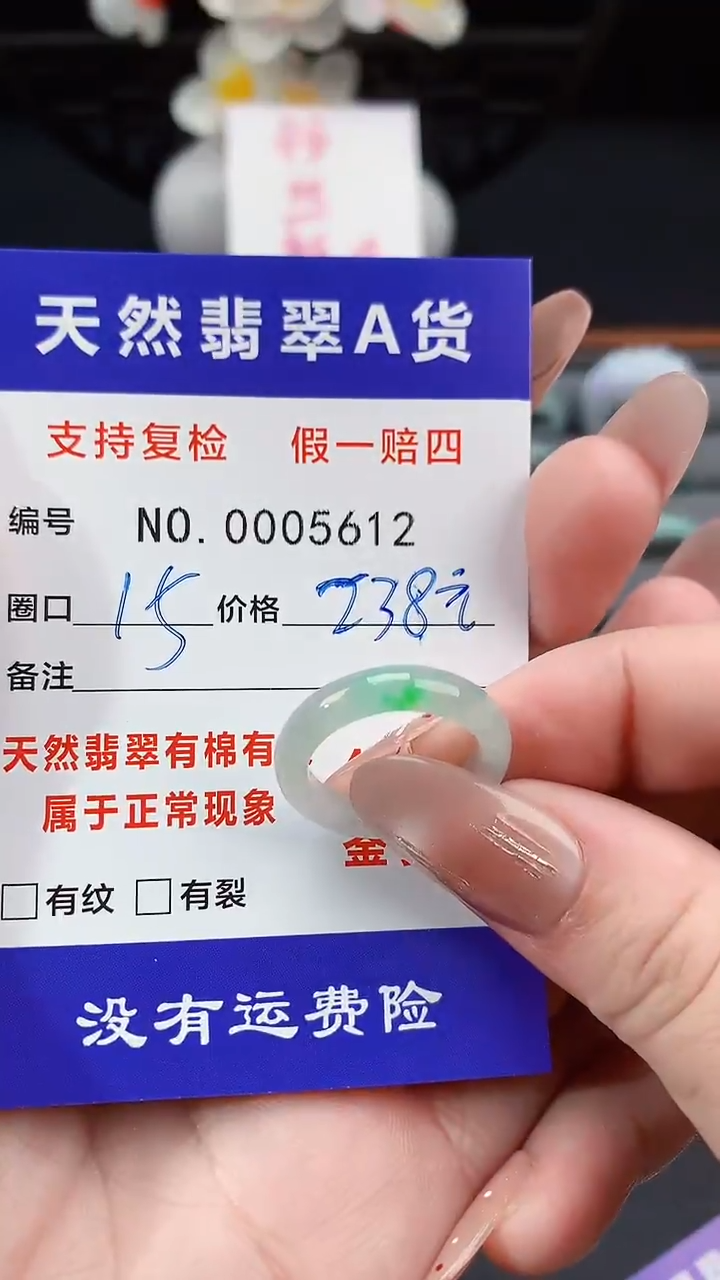 天然翡翠A货
支持复检 假一赔四
编号 NO. 0005612
圈口 15 价格 238元
备注
天然翡翠有棉有
属于正常现象
金、
□有纹 □有裂
没有运费险